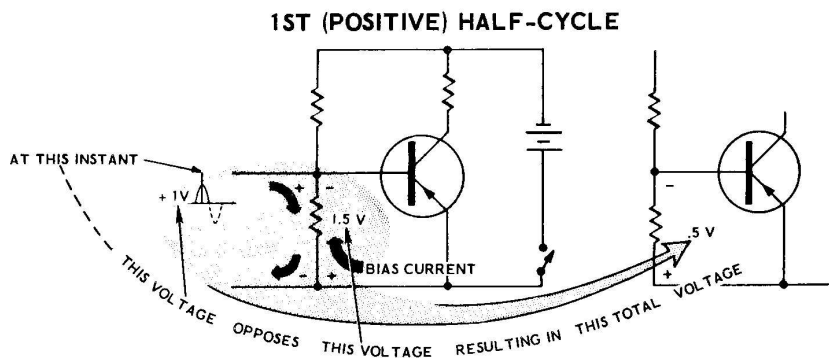 1ST (POSITIVE) HALF-CYCLE
AT THIS INSTANT
+ 1V
+ -
1.5 V
- +
BIAS CURRENT
-
.5 V
+
THIS VOLTAGE OPPOSES THIS VOLTAGE RESULTING IN THIS TOTAL VOLTAGE